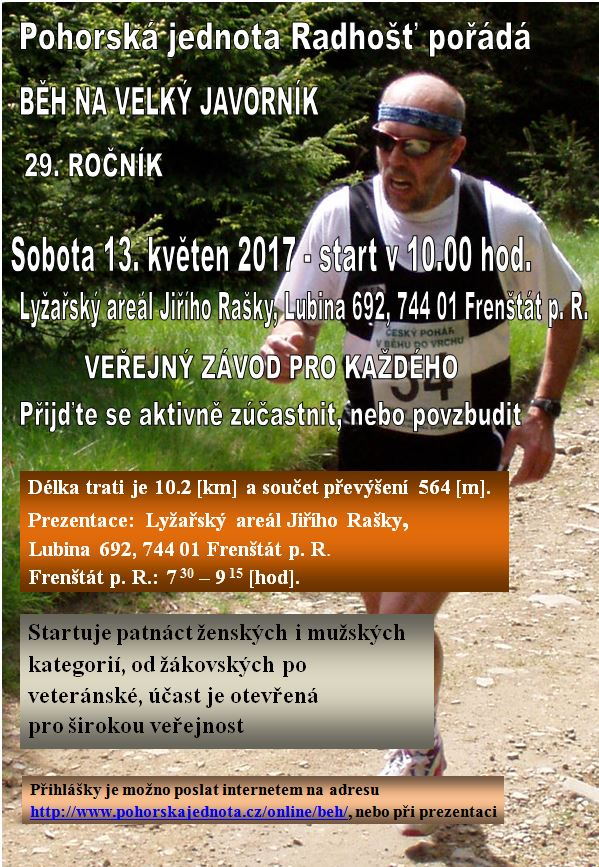 Pohorská jednota Radhošť pořádá
BĚH NA VELKÝ JAVORNÍK
29. ROČNÍK
Sobota 13. květen 2017 - start v 10.00 hod.
Lyžařský areál Jiřího Rašky, Lubina 692, 744 01 Frenštát p. R.
ČESKÝ POHÁR
V BĚHU DO VRCHU
VEŘEJNÝ ZÁVOD PRO KAŽDÉHO
54
Přijďte se aktivně zúčastnit, nebo povzbudit
Délka trati je 10.2 [km] a součet převýšení 564 [m].
Prezentace: Lyžařský areál Jiřího Rašky,
Lubina 692, 744 01 Frenštát p. R.
Frenštát p. R.: 7 30 – 9 15 [hod].
Startuje patnáct ženských i mužských
kategorií, od žákovských po
veteránské, účast je otevřená
pro širokou veřejnost
Přihlášky je možno poslat internetem na adresu
http://www.pohorskajednota.cz/online/beh/, nebo při prezentaci